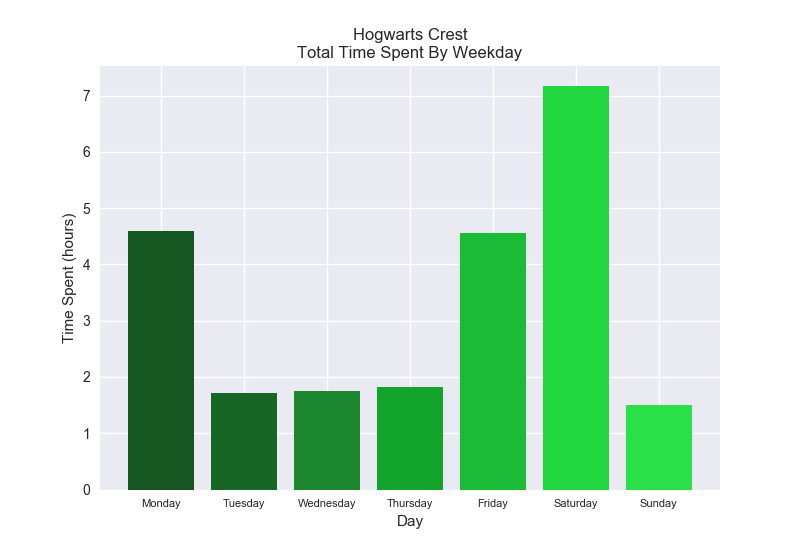 Hogwarts Crest
Total Time Spent By Weekday
Time Spent (hours)
7
6
5
4
3
2
1
0
Monday Tuesday Wednesday Thursday Friday Saturday Sunday
Day